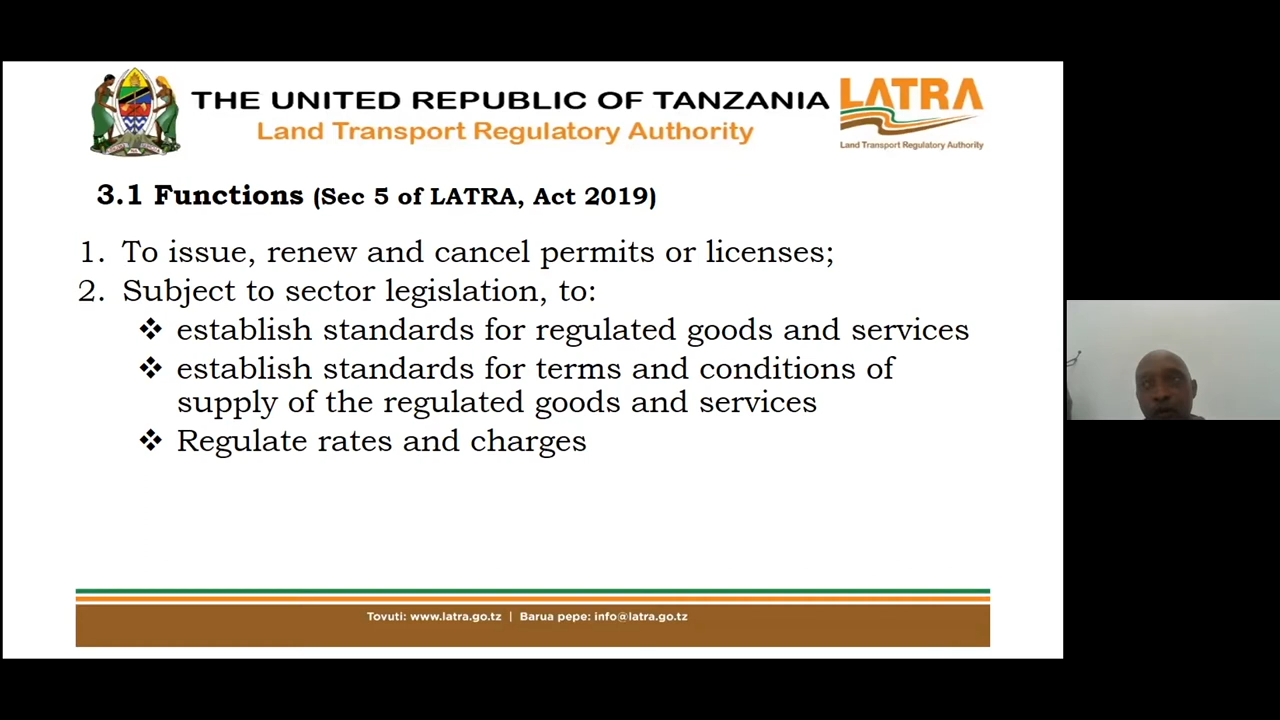 THE UNITED REPUBLIC OF TANZANIA
Land Transport Regulatory Authority
LATRA
Land Transport Regulatory Authority
3.1 Functions (Sec 5 of LATRA, Act 2019)
1. To issue, renew and cancel permits or licenses;
2. Subject to sector legislation, to:
❖ establish standards for regulated goods and services
❖ establish standards for terms and conditions of
supply of the regulated goods and services
❖ Regulate rates and charges
Tovuti: www.latra.go.tz | Barua pepe: info@latra.go.tz